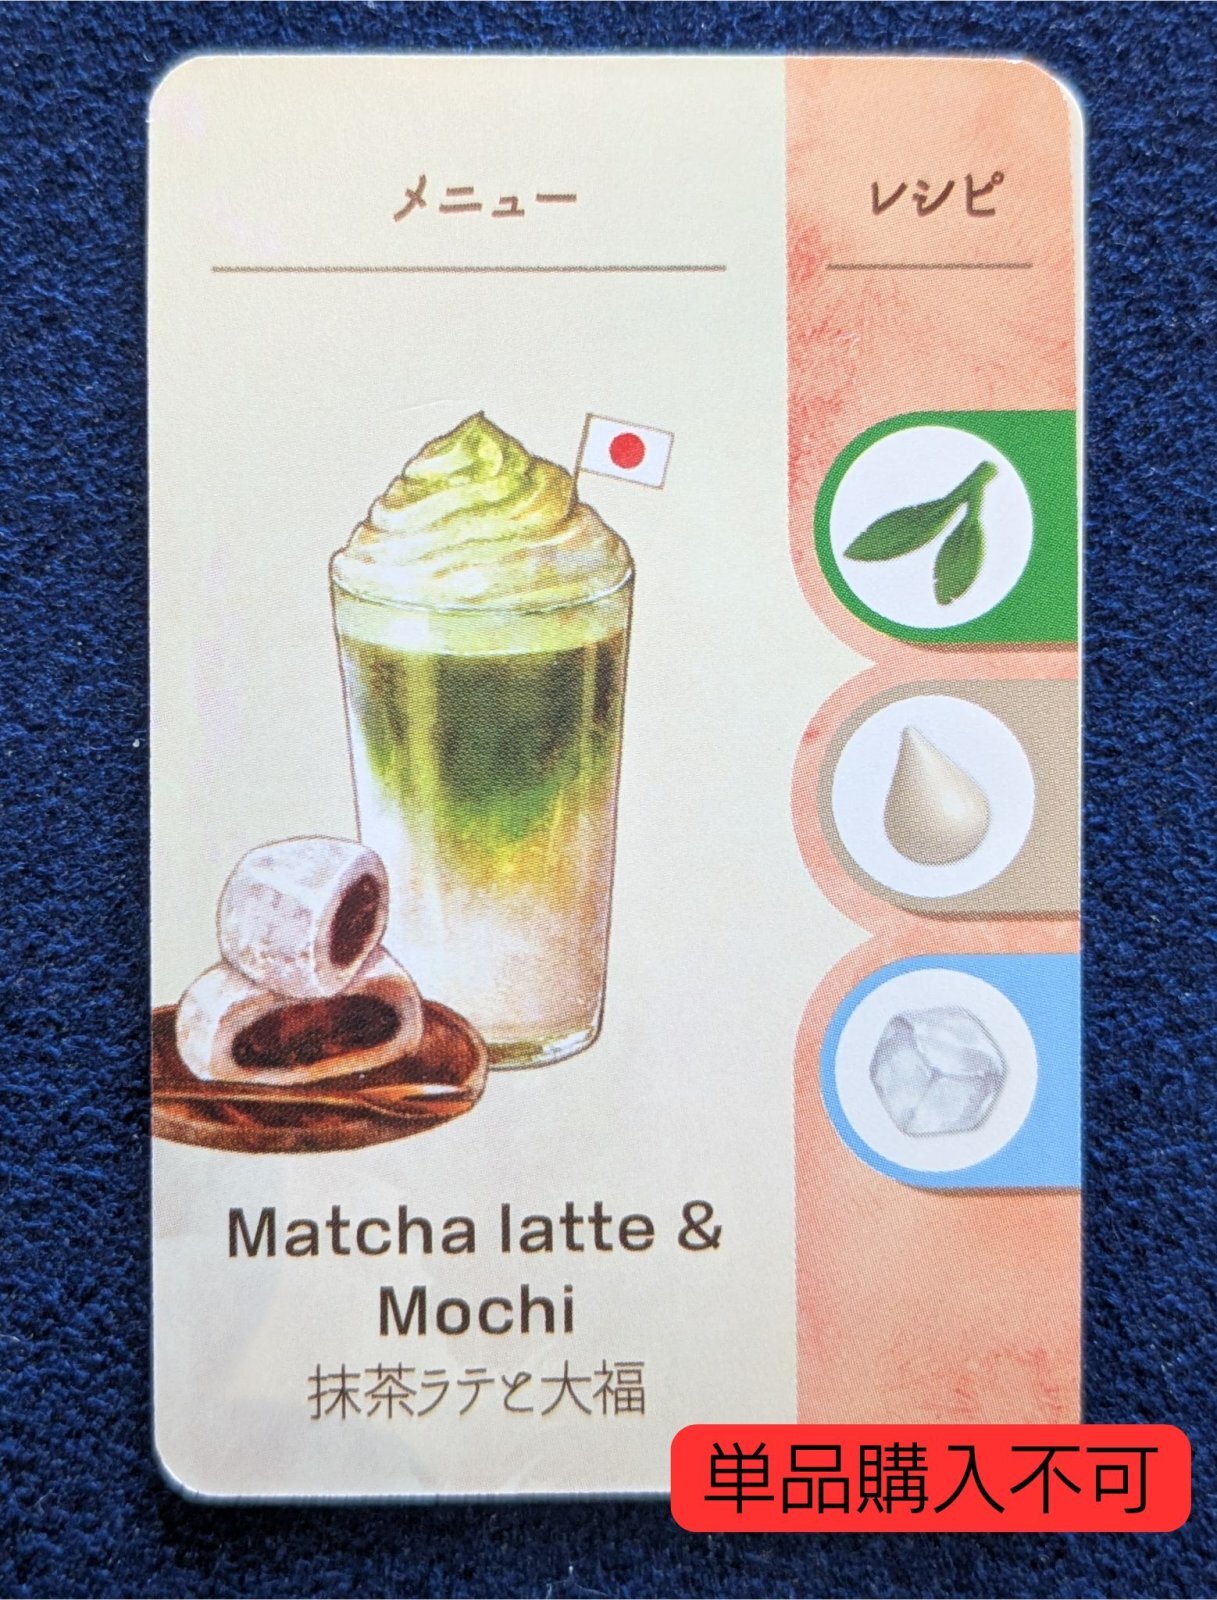 メニュー
レシピ
Matcha latte &
Mochi
抹茶ラテと大福
単品購入不可